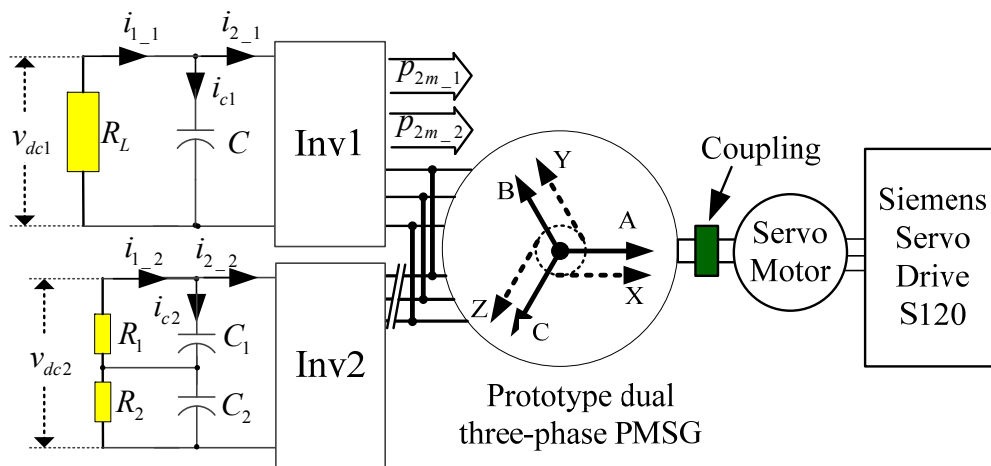 i1_1
i2_1
ic1
vdc1
RL
C
Inv1
p2m_1
p2m_2
i1_2
i2_2
ic2
vdc2
R1
R2
C1
C2
Inv2
Y
B
A
X
Z
C
Prototype dual
three-phase PMSG
Coupling
Servo
Motor
Siemens
Servo
Drive
S120